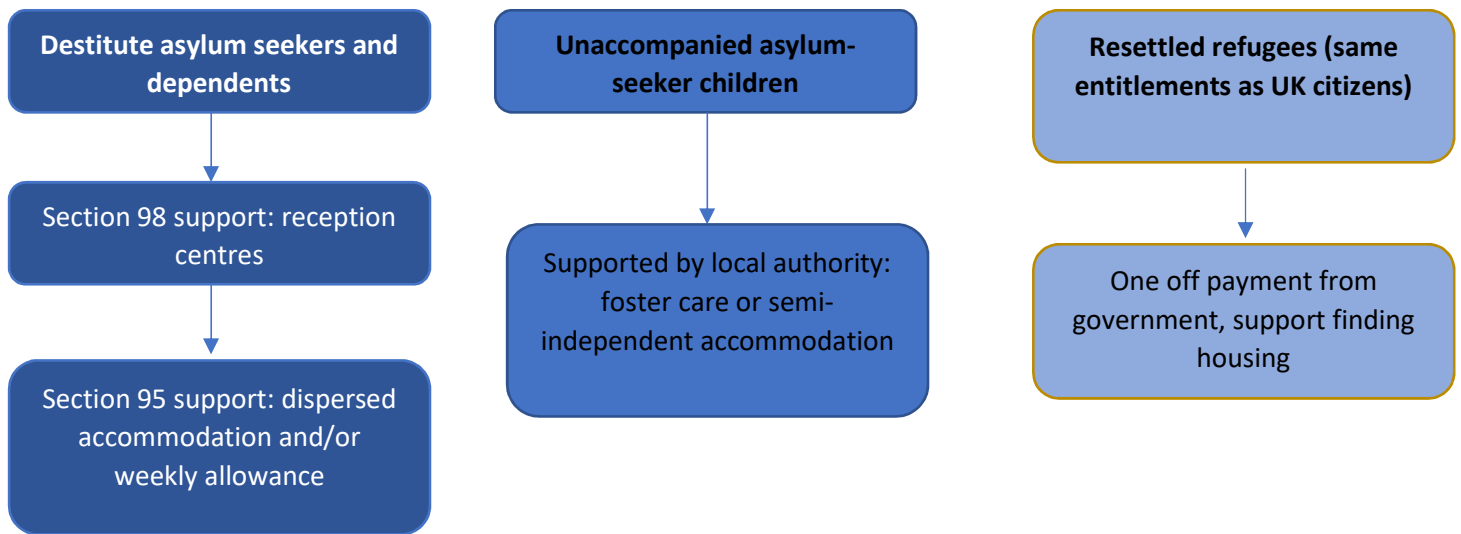 Destitute asylum seekers and
dependents
Section 98 support: reception
centres
Section 95 support: dispersed
accommodation and/or
weekly allowance
Unaccompanied asylum-
seeker children
Supported by local authority:
foster care or semi-
independent accommodation
Resettled refugees (same
entitlements as UK citizens)
One off payment from
government, support finding
housing